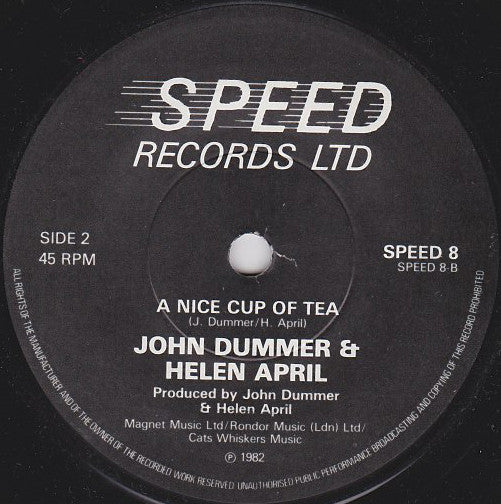 SPEED
RECORDS LTD
SIDE 2
45 RPM
SPEED 8
SPEED 8-B
A NICE CUP OF TEA
(J. Dummer/H. April)
JOHN DUMMER &
HELEN APRIL
Produced by John Dummer
& Helen April
Magnet Music Ltd/Rondor Music (Ldn) Ltd/
Cats Whiskers Music
℗ 1982
ALL RIGHTS OF THE MANUFACTURER AND OWNER OF THE RECORDED WORK RESERVED. UNAUTHORISED PUBLIC PERFORMANCE BROADCASTING AND COPYING OF THIS RECORD PROHIBITED